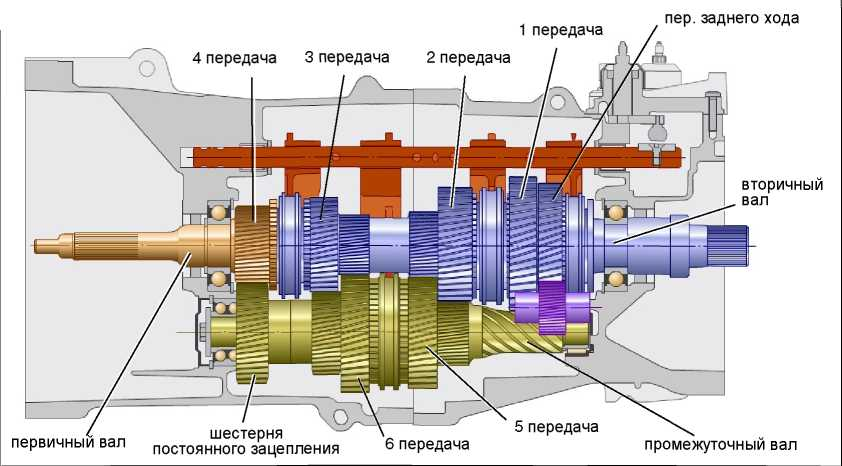 4 передача
3 передача
2 передача
1 передача
пер. заднего хода
вторичный
вал
первичный вал
шестерня
постоянного зацепления
6 передача
5 передача
промежуточный вал